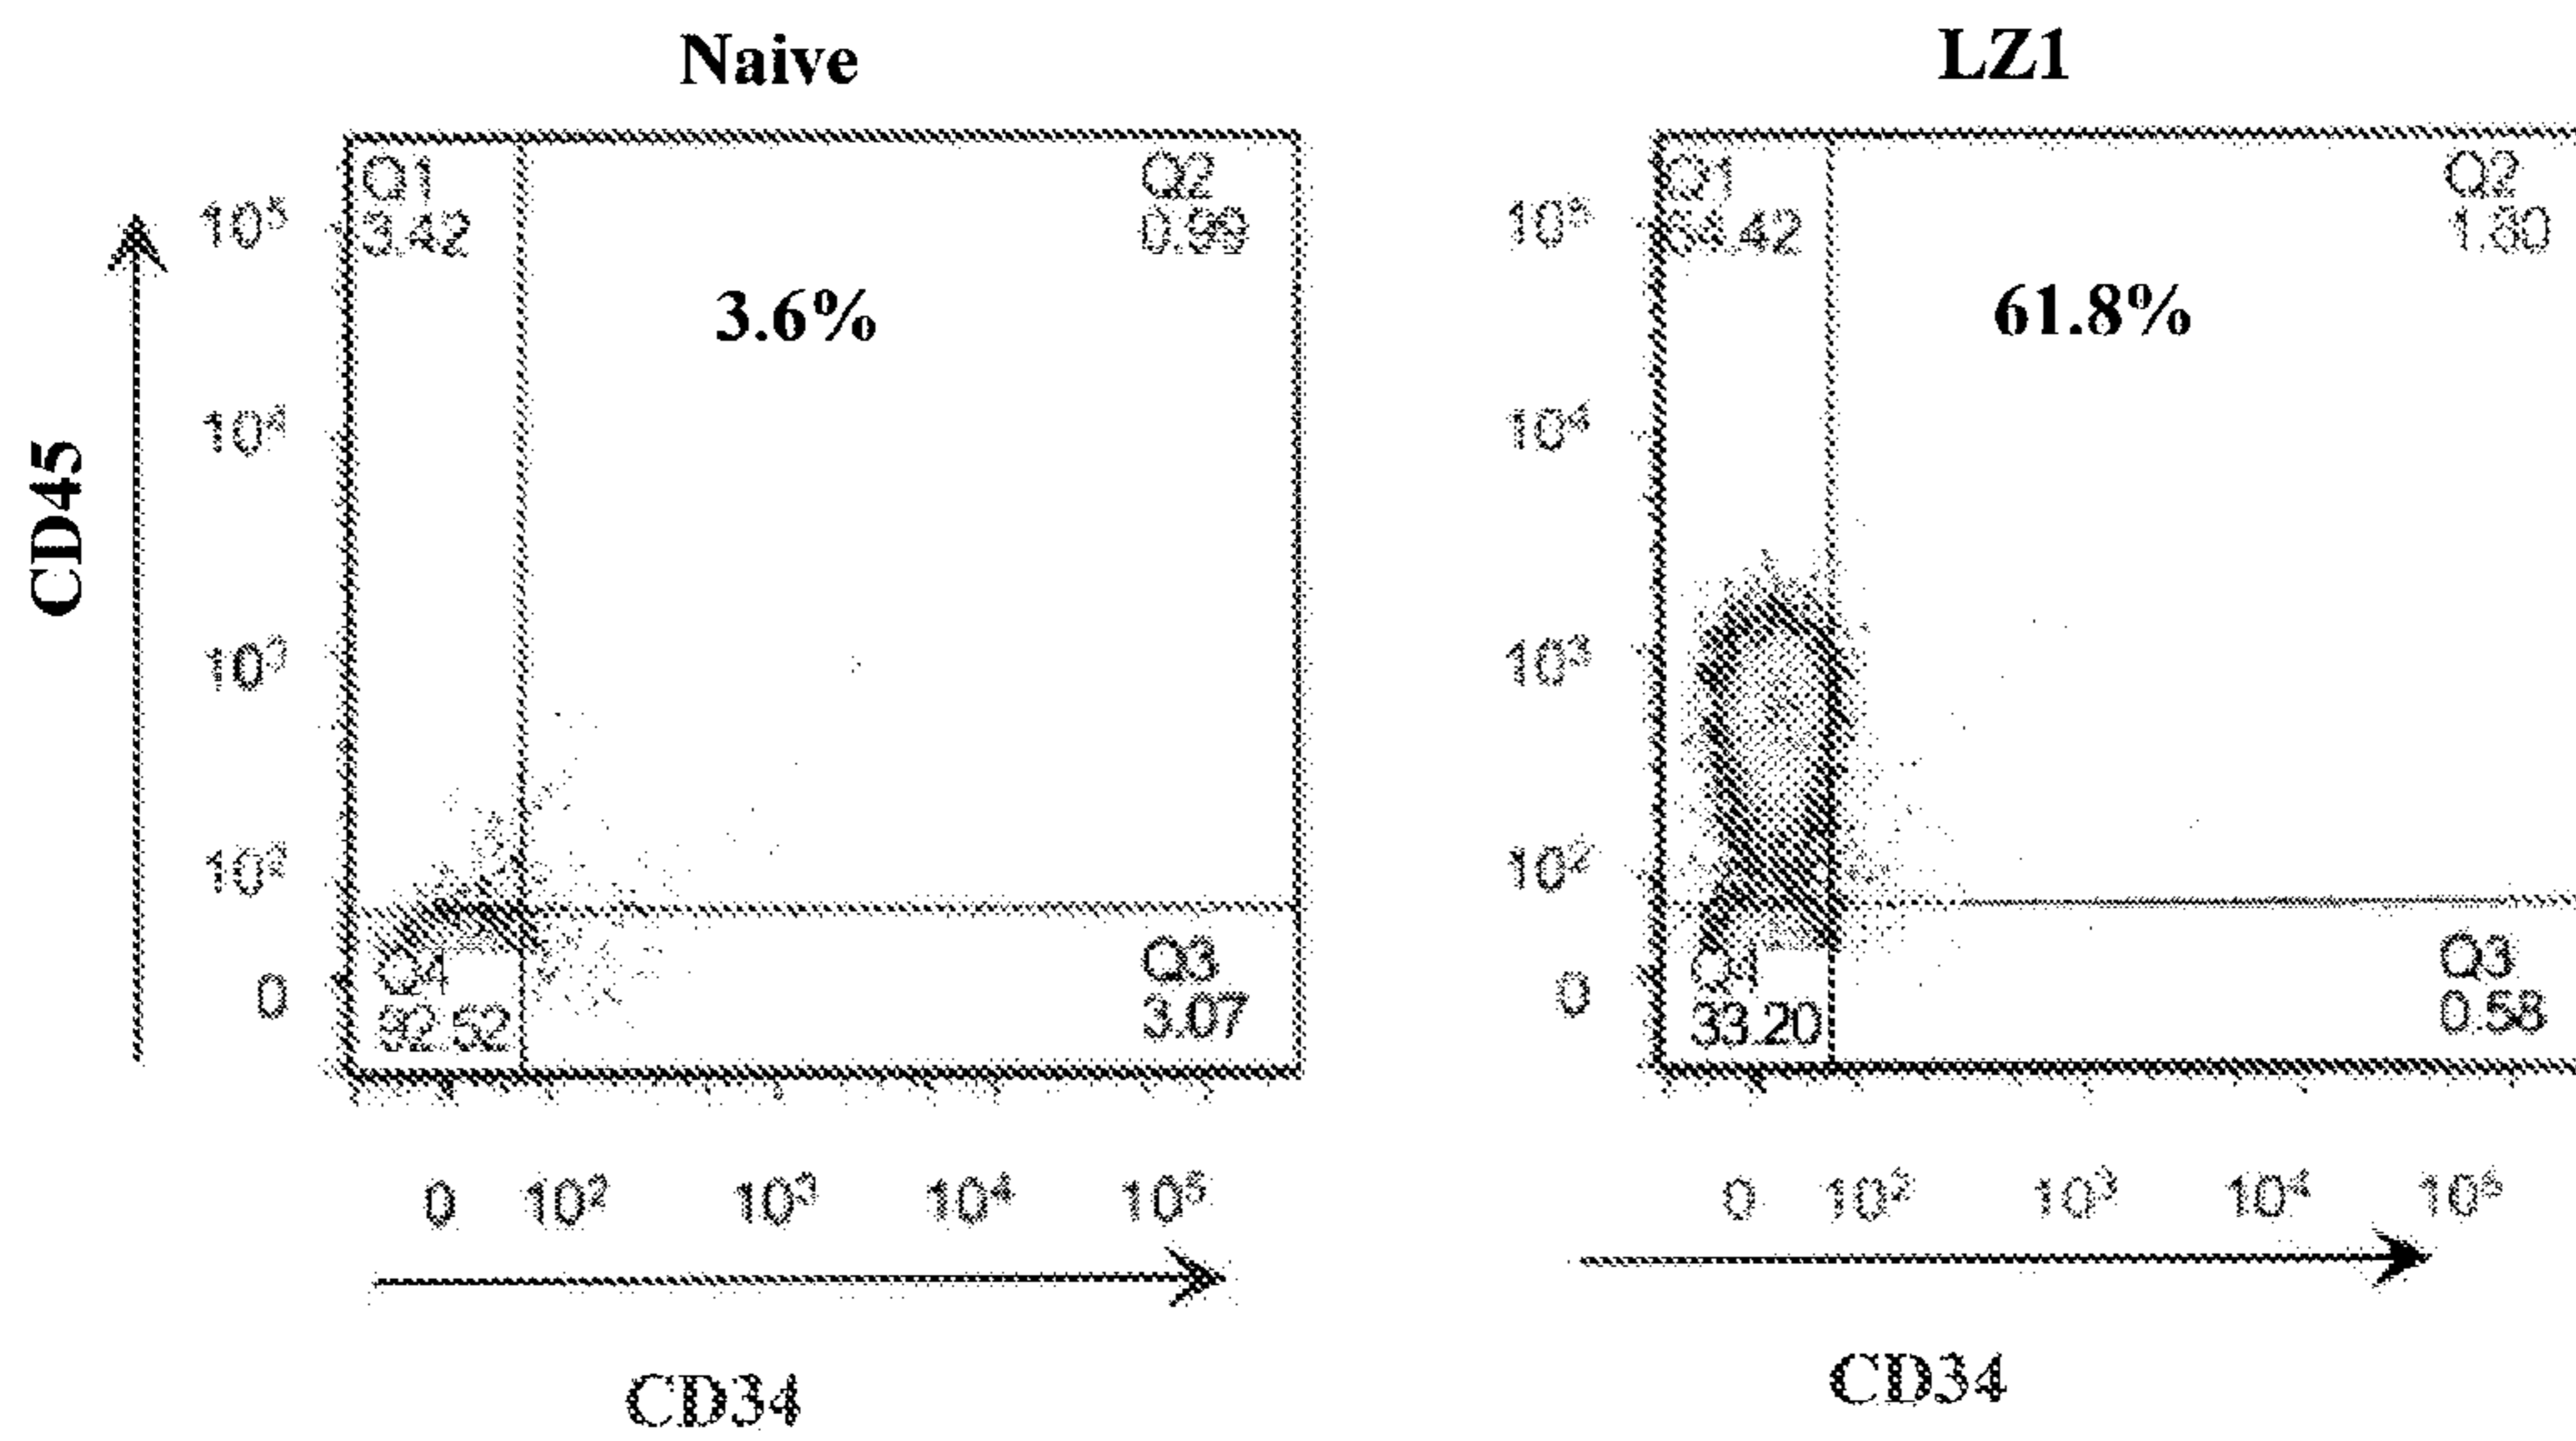 Naive
LZ1
CD45
10⁵
10⁴
10³
10²
0
Q1
3.42
Q2
0.99
3.6%
Q4
92.52
Q3
3.07
0 10² 10³ 10⁴ 10⁵
CD34
10⁵
10⁴
10³
10²
0
Q1
64.42
Q2
1.80
61.8%
Q4
33.20
Q3
0.58
0 10² 10³ 10⁴ 10⁵
CD34